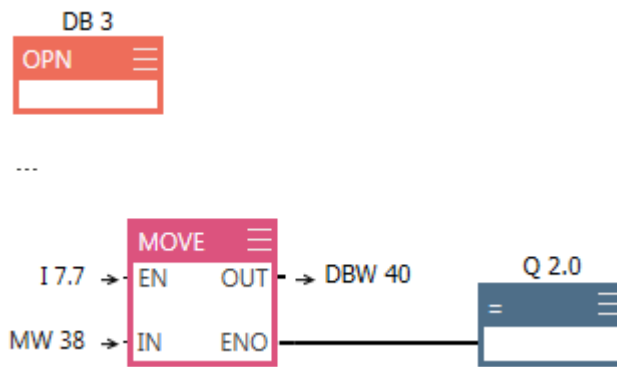 DB 3
OPN
---
MOVE
I 7.7 EN OUT DBW 40
Q 2.0
=
MW 38 IN ENO